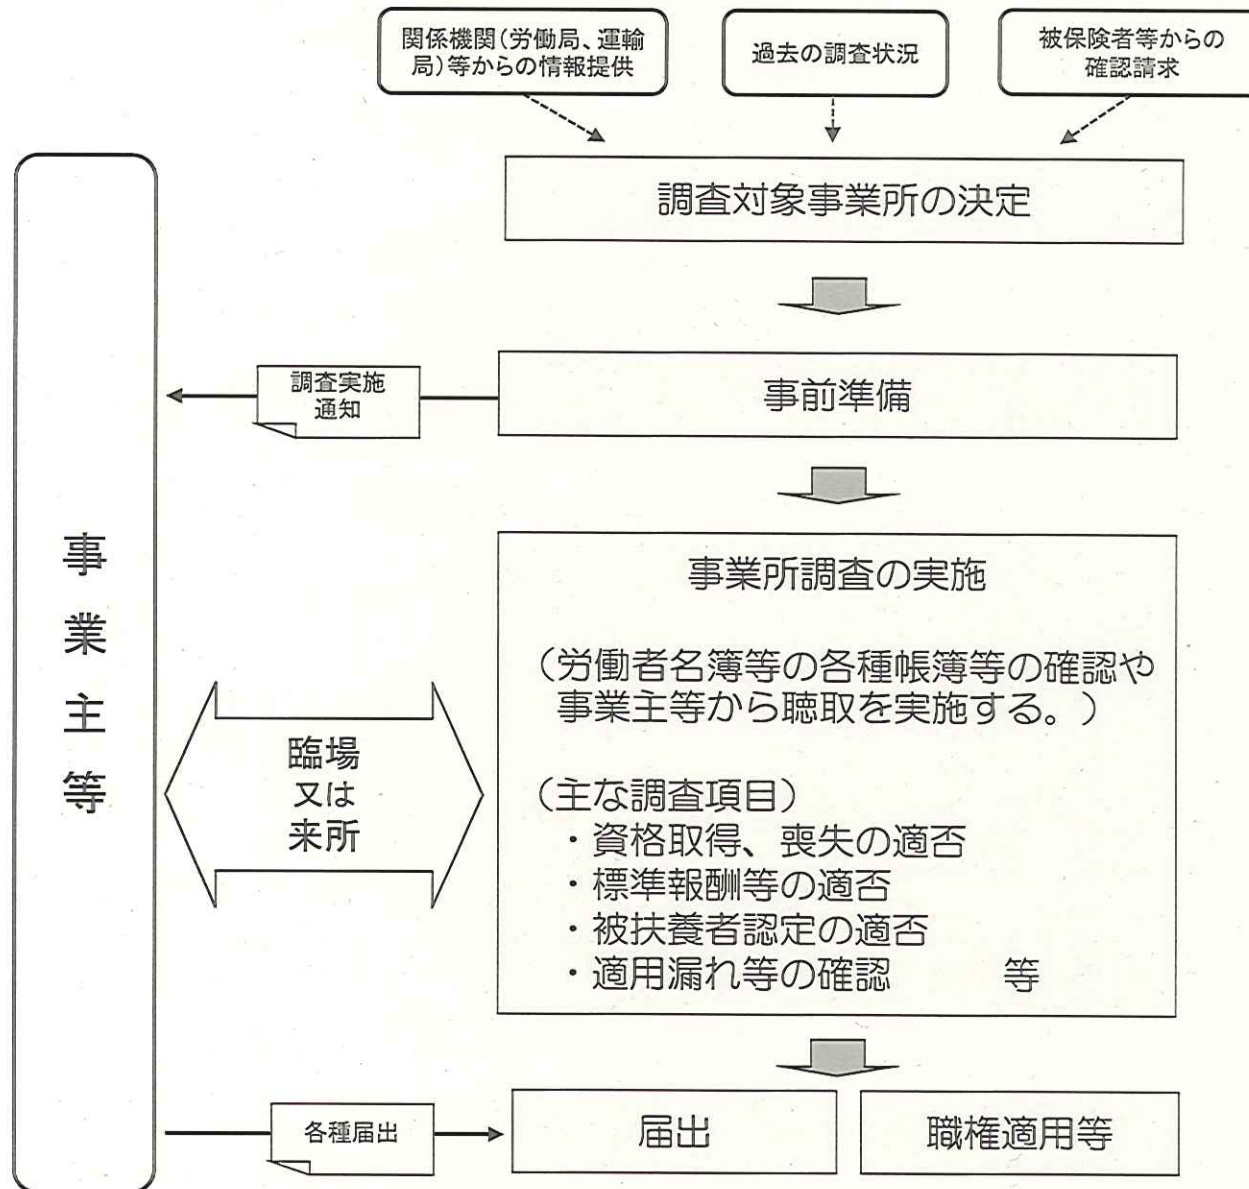 関係機関(労働局、運輸
局)等からの情報提供
過去の調査状況
被保険者等からの
確認請求
調査対象事業所の決定
調査実施
通知
事前準備
事業主等
事業所調査の実施
(労働者名簿等の各種帳簿等の確認や
事業主等から聴取を実施する。)
臨場
又は
来所
(主な調査項目)
・資格取得、喪失の適否
・標準報酬等の適否
・被扶養者認定の適否
・適用漏れ等の確認 等
各種届出
届出
職権適用等